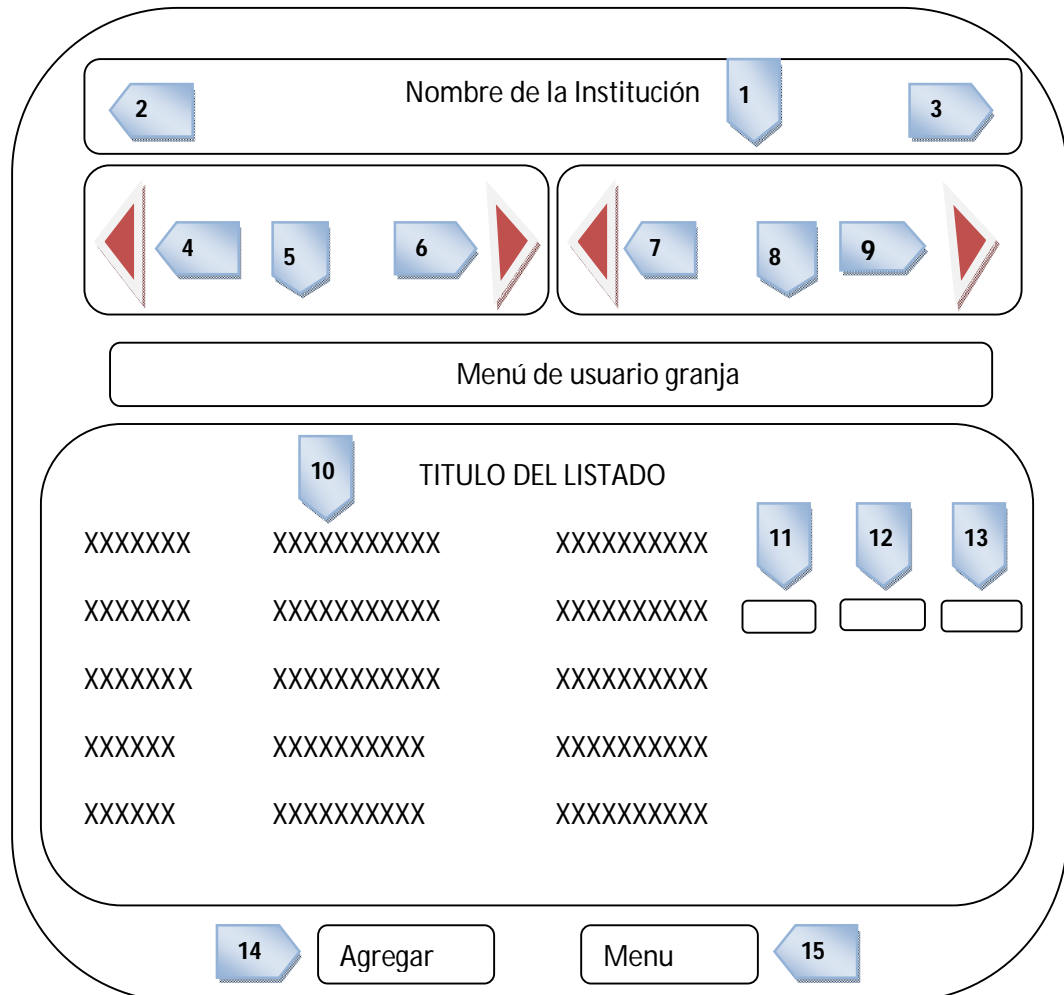 2 Nombre de la Institución 1 3
4 5 6 7 8 9
Menú de usuario granja
10 TITULO DEL LISTADO
XXXXXXX XXXXXXXXXXX XXXXXXXXXX 11 12 13
XXXXXXX XXXXXXXXXXX XXXXXXXXXX
XXXXXXX XXXXXXXXXXX XXXXXXXXXX
XXXXXX XXXXXXXXXX XXXXXXXXXX
XXXXXX XXXXXXXXXX XXXXXXXXXX
14 Agregar Menu 15